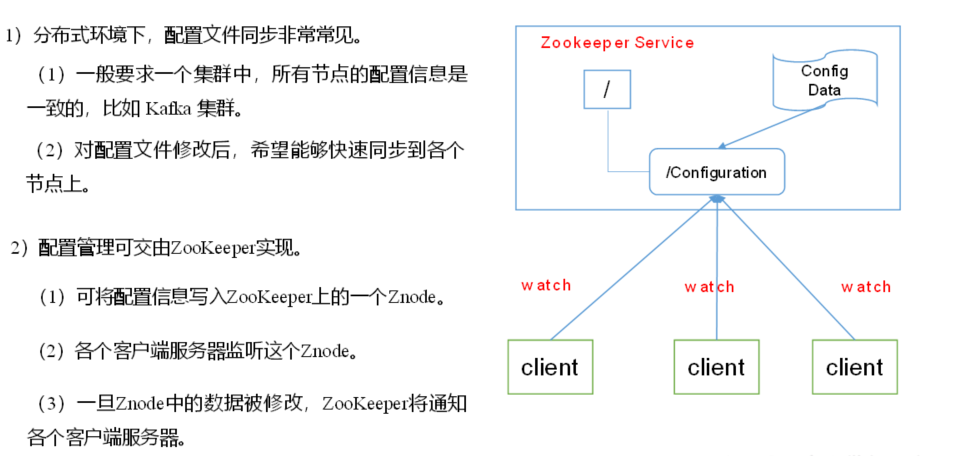 1）分布式环境下，配置文件同步非常常见。
（1）一般要求一个集群中，所有节点的配置信息是
一致的，比如 Kafka 集群。
（2）对配置文件修改后，希望能够快速同步到各个
节点上。
2）配置管理可交由ZooKeeper实现。
（1）可将配置信息写入ZooKeeper上的一个Znode。
（2）各个客户端服务器监听这个Znode。
（3）一旦Znode中的数据被修改，ZooKeeper将通知
各个客户端服务器。
Zookeeper Service
/
Config
Data
/Configuration
watch
watch
watch
client
client
client